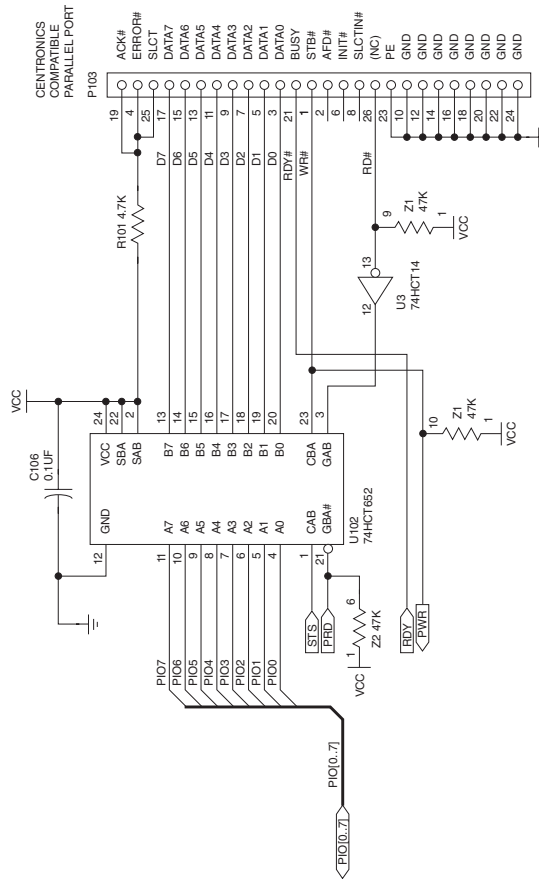 CENTRONICS
COMPATIBLE
PARALLEL PORT
P103
19 ACK#
4 ERROR#
25 SLCT
17 DATA7
15 DATA6
13 DATA5
11 DATA4
9 DATA3
7 DATA2
5 DATA1
3 DATA0
21 BUSY
1 STB#
2 AFD#
6 INIT#
8 SLCTIN#
26 (NC)
23 PE
10 GND
12 GND
14 GND
16 GND
18 GND
20 GND
22 GND
24 GND
D7
D6
D5
D4
D3
D2
D1
D0
RDY#
WR#
RD#
R101 4.7K
VCC
C106
0.1UF
12 GND
VCC 24
SBA 22
SAB 2
PIO7 11 A7 B7 13
PIO6 10 A6 B6 14
PIO5 9 A5 B5 15
PIO4 8 A4 B4 16
PIO3 7 A3 B3 17
PIO2 6 A2 B2 18
PIO1 5 A1 B1 19
PIO0 4 A0 B0 20
STS 1 CAB CBA 23
PRD 21 GBA# GAB 3
U102
74HCT652
12 13
U3
74HCT14
9
Z1
47K
1
VCC
10
Z1
47K
1
VCC
6
Z2 47K
1
VCC
RDY
PWR
PIO[0..7]
PIO[0..7]